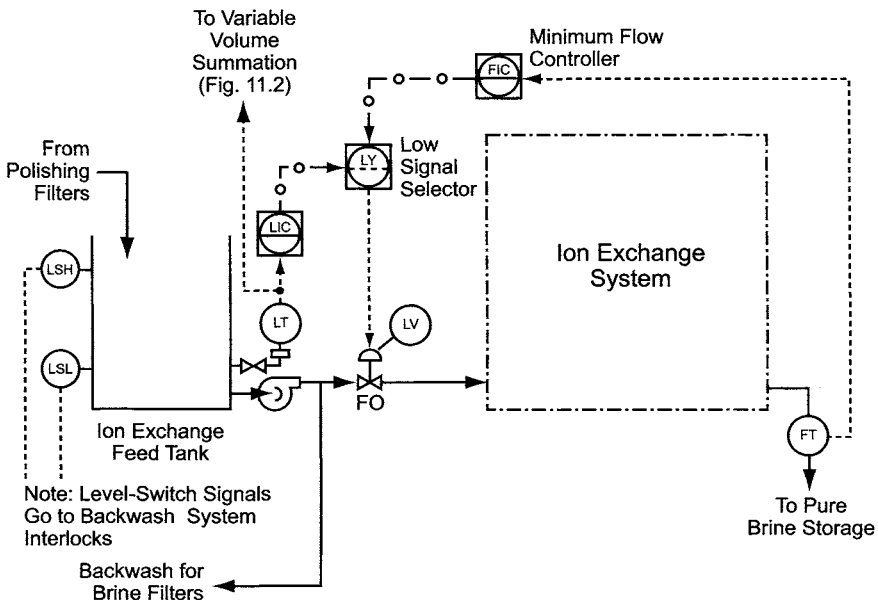 To Variable
Volume
Summation
(Fig. 11.2)
Minimum Flow
Controller
FIC
From
Polishing
Filters
LY
Low
Signal
Selector
LIC
Ion Exchange
System
LSH
LT
LV
LSL
FO
Ion Exchange
Feed Tank
FT
Note: Level-Switch Signals
Go to Backwash System
Interlocks
To Pure
Brine Storage
Backwash for
Brine Filters